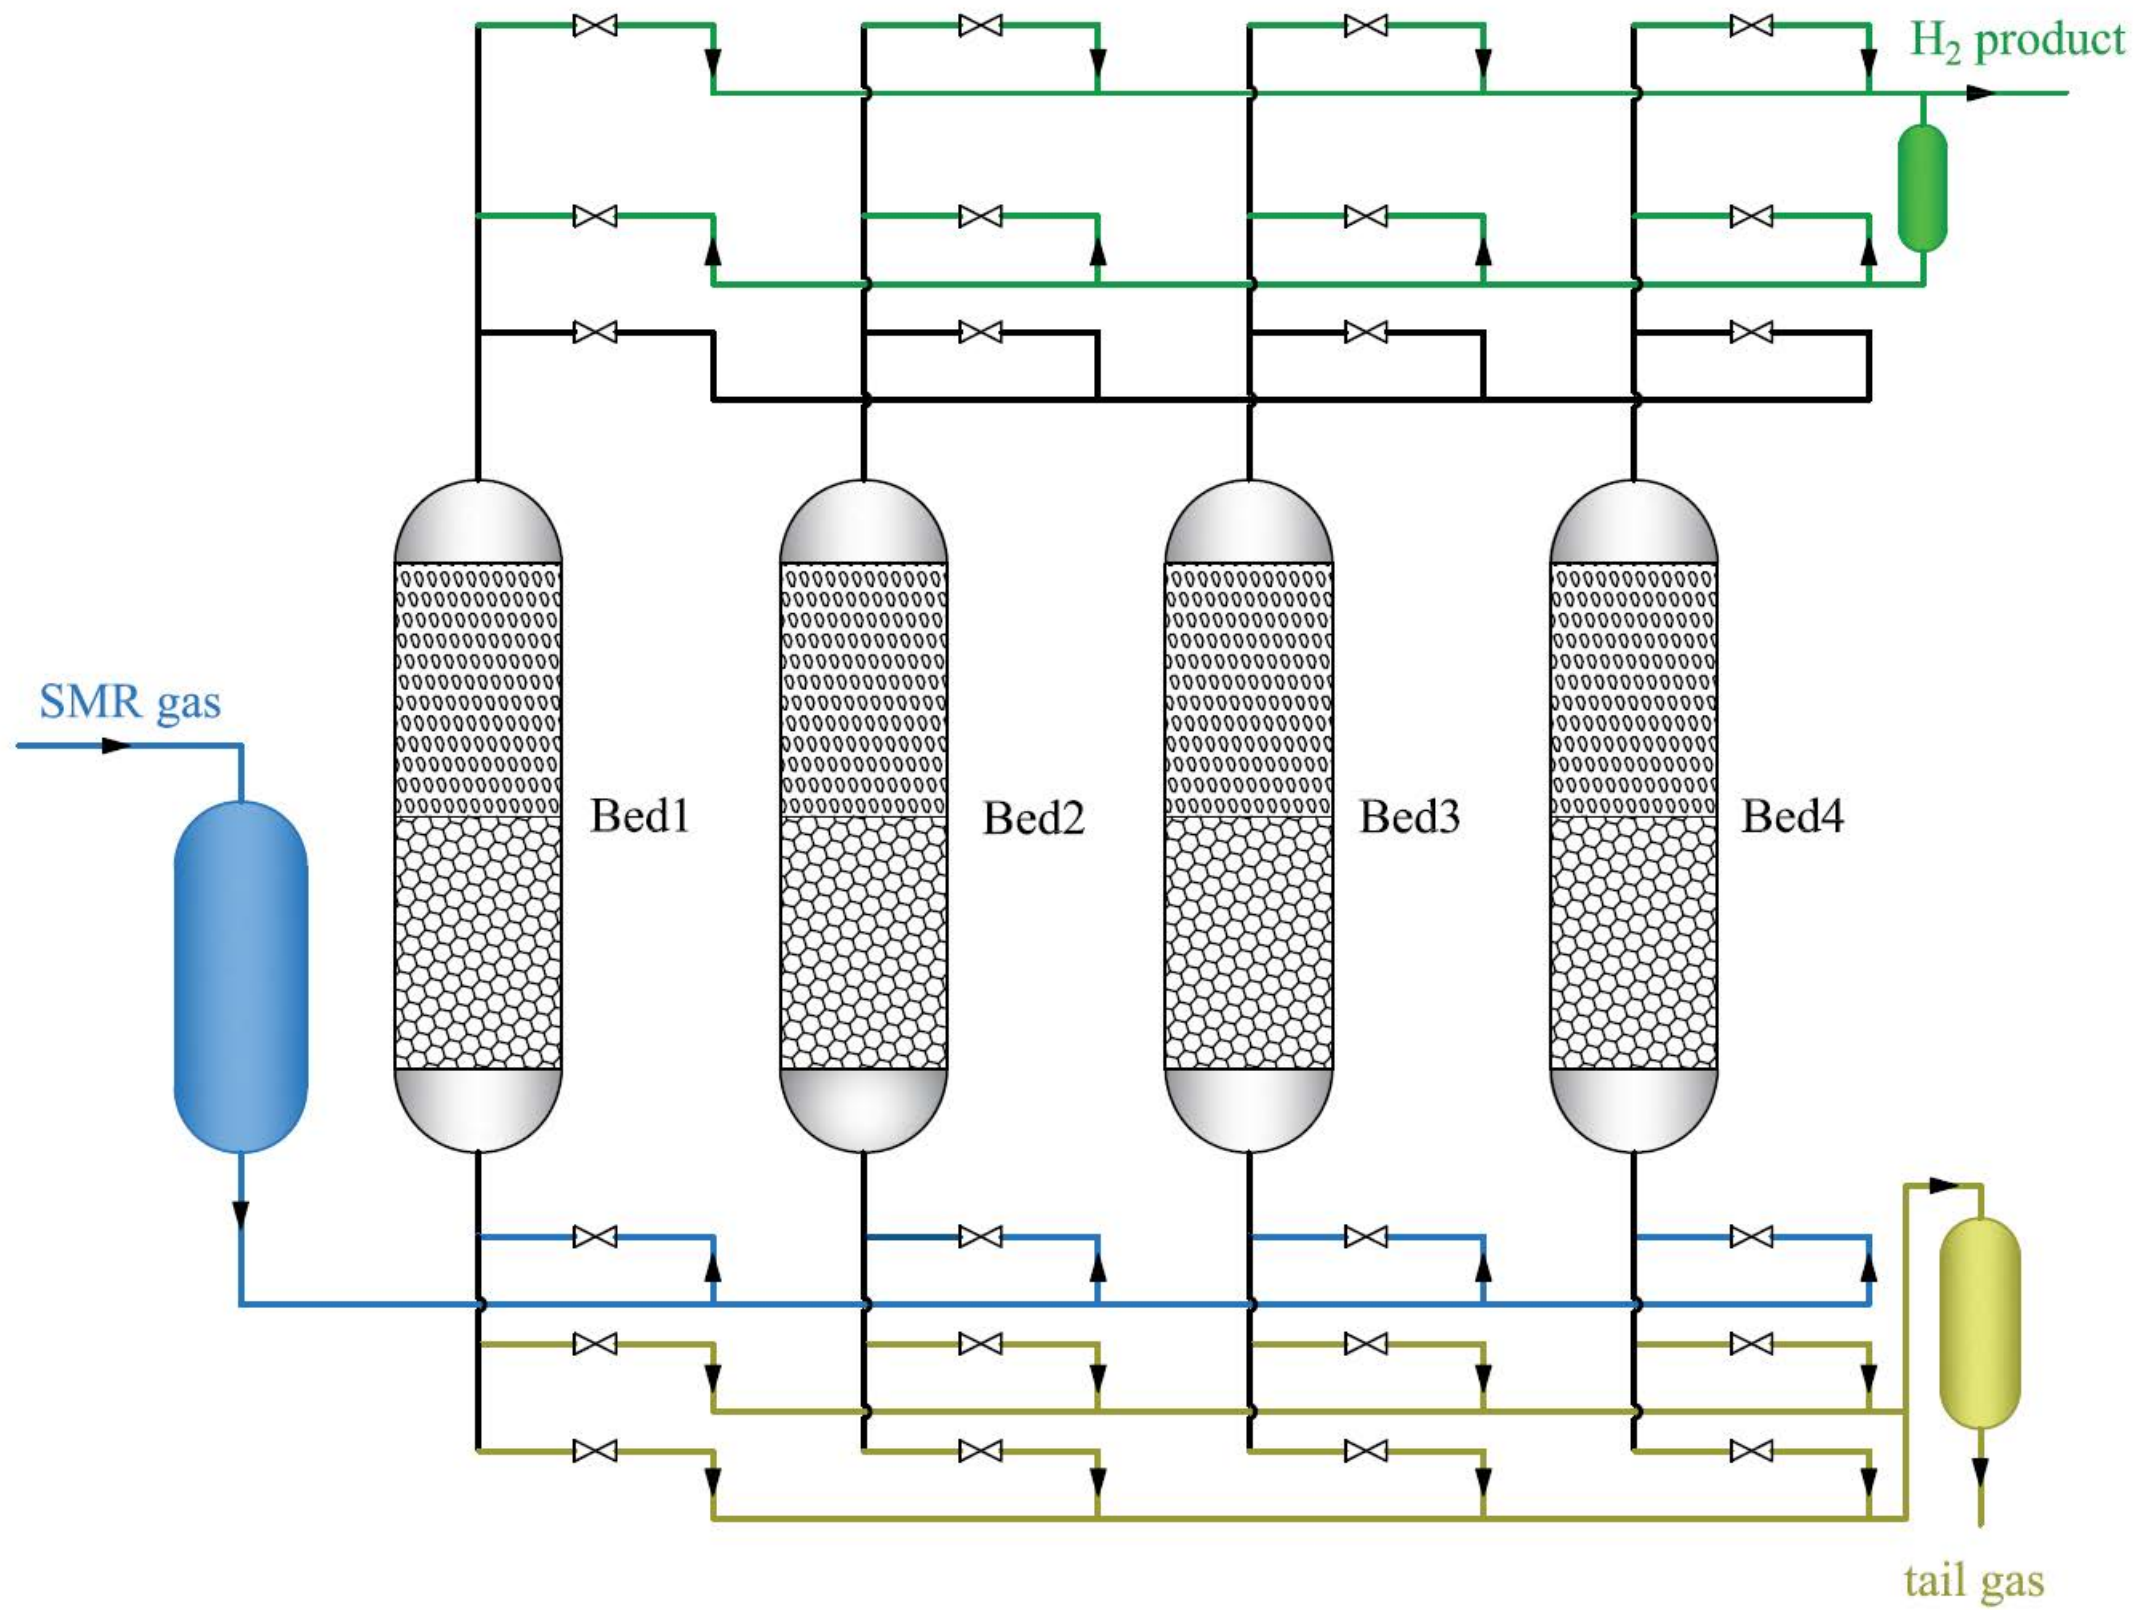 H₂ product
SMR gas
Bed1
Bed2
Bed3
Bed4
tail gas